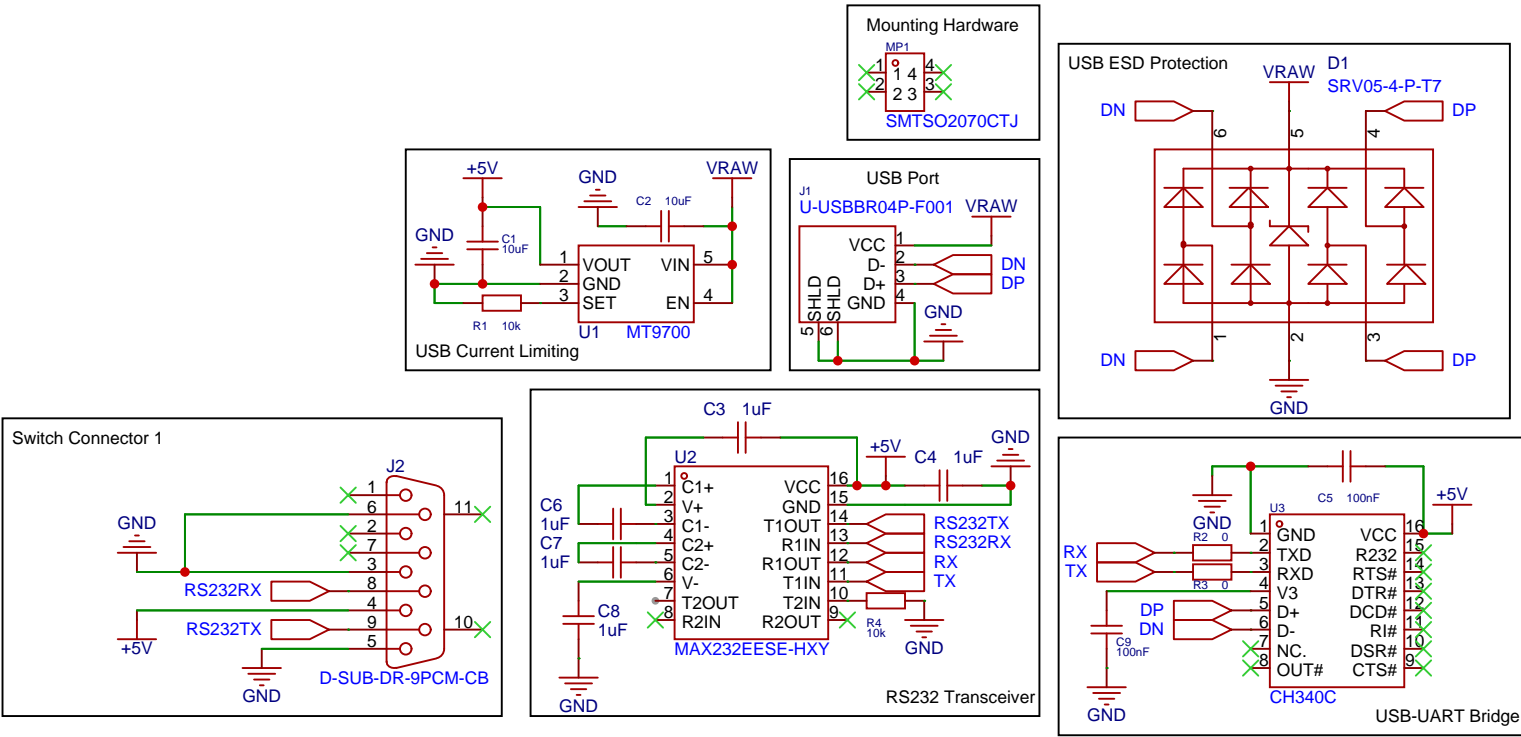 Mounting Hardware
MP1
1 1 4 4
2 2 3 3
SMTSO2070CTJ
USB ESD Protection
VRAW
D1
SRV05-4-P-T7
DN
6
5
4
DP
DN
1
2
3
DP
GND
+5V
GND
VRAW
C2 10uF
GND
C1
10uF
1 VOUT VIN 5
2 GND
3 SET EN 4
R1 10k
U1 MT9700
USB Current Limiting
USB Port
J1
U-USBBR04P-F001
VRAW
VCC 1
D- 2 DN
D+ 3 DP
GND 4
SHLD 5
SHLD 6
GND
Switch Connector 1
J2
1
6
11
GND
2
7
3
RS232RX 8
4
RS232TX 9
10
+5V
5
GND
D-SUB-DR-9PCM-CB
C3 1uF
U2
+5V
C4 1uF
GND
1 C1+ VCC 16
2 V+ GND 15
3 C1- T1OUT 14 RS232TX
4 C2+ R1IN 13 RS232RX
5 C2- R1OUT 12 RX
6 V- T1IN 11 TX
7 T2OUT T2IN 10
8 R2IN R2OUT 9
C6
1uF
C7
1uF
C8
1uF
R4
10k
GND
MAX232EESE-HXY
GND
RS232 Transceiver
C5 100nF
+5V
GND
U3
1 GND VCC 16
RX R2 0 2 TXD R232 15
TX R3 0 3 RXD RTS# 14
4 V3 DTR# 13
DP 5 D+ DCD# 12
DN 6 D- RI# 11
7 NC. DSR# 10
8 OUT# CTS# 9
C9
100nF
CH340C
GND
USB-UART Bridge